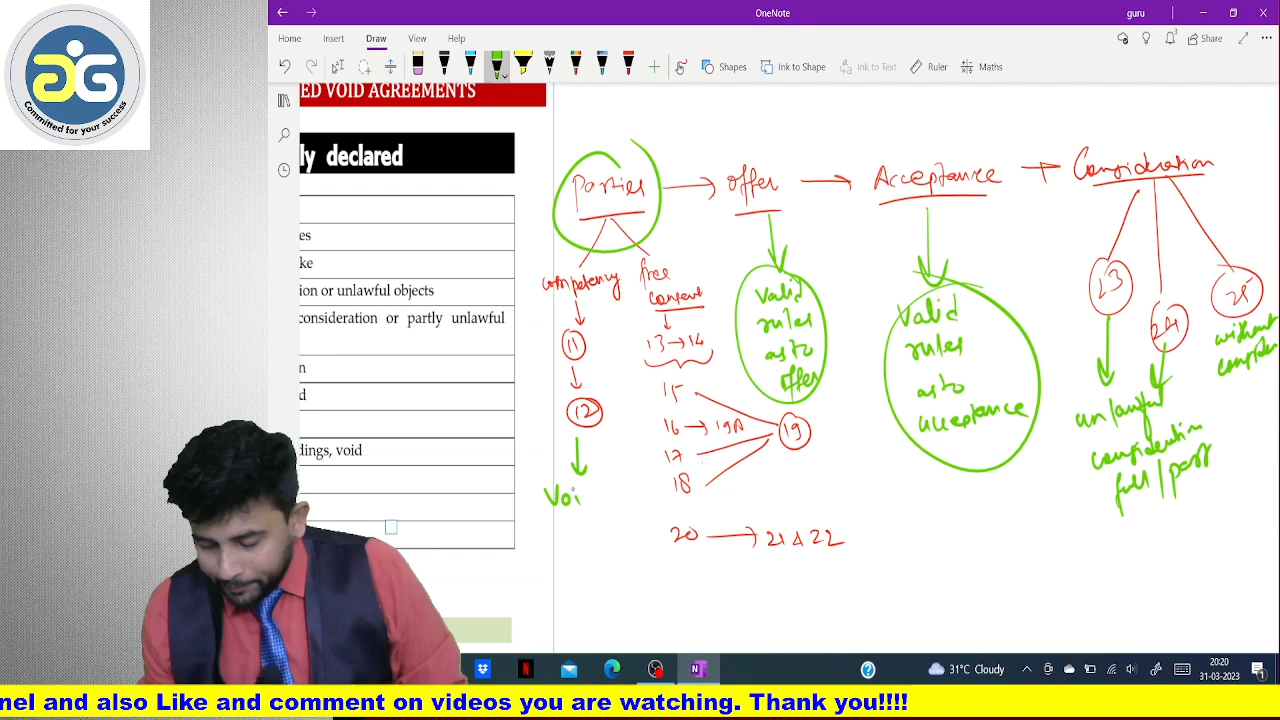 Committed for your success
OneNote
guru
Home Insert Draw View Help
Share
Shapes
Ink to Shape
Ink to Text
Ruler
Maths
ED VOID AGREEMENTS
ly declared
es
ke
ion or unlawful objects
consideration or partly unlawful
n
d
dings, void
Parties → offer → Acceptance → Consideration
competency
free
consent
11
12
Voi
13 → 14
15
16 → 19A
17
18
19
20 → 21 & 22
Valid
rules
as to
offer
Valid
rules
as to
acceptance
23
24
25
without
unlawful
consideration
full / part
31°C Cloudy
20:20
31-03-2023
nel and also Like and comment on videos you are watching. Thank you!!!!